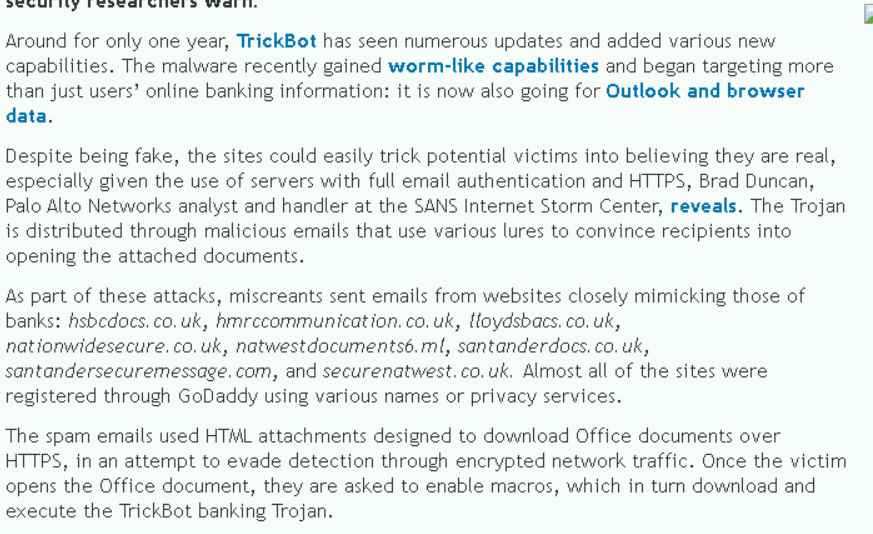 security researchers warn.
Around for only one year, TrickBot has seen numerous updates and added various new
capabilities. The malware recently gained worm-like capabilities and began targeting more
than just users' online banking information: it is now also going for Outlook and browser
data.
Despite being fake, the sites could easily trick potential victims into believing they are real,
especially given the use of servers with full email authentication and HTTPS, Brad Duncan,
Palo Alto Networks analyst and handler at the SANS Internet Storm Center, reveals. The Trojan
is distributed through malicious emails that use various lures to convince recipients into
opening the attached documents.
As part of these attacks, miscreants sent emails from websites closely mimicking those of
banks: hsbcdocs.co.uk, hmrccommunication.co.uk, lloydsbacs.co.uk,
nationwidesecure.co.uk, natwestdocuments6.ml, santanderdocs.co.uk,
santandersecuremessage.com, and securenatwest.co.uk. Almost all of the sites were
registered through GoDaddy using various names or privacy services.
The spam emails used HTML attachments designed to download Office documents over
HTTPS, in an attempt to evade detection through encrypted network traffic. Once the victim
opens the Office document, they are asked to enable macros, which in turn download and
execute the TrickBot banking Trojan.